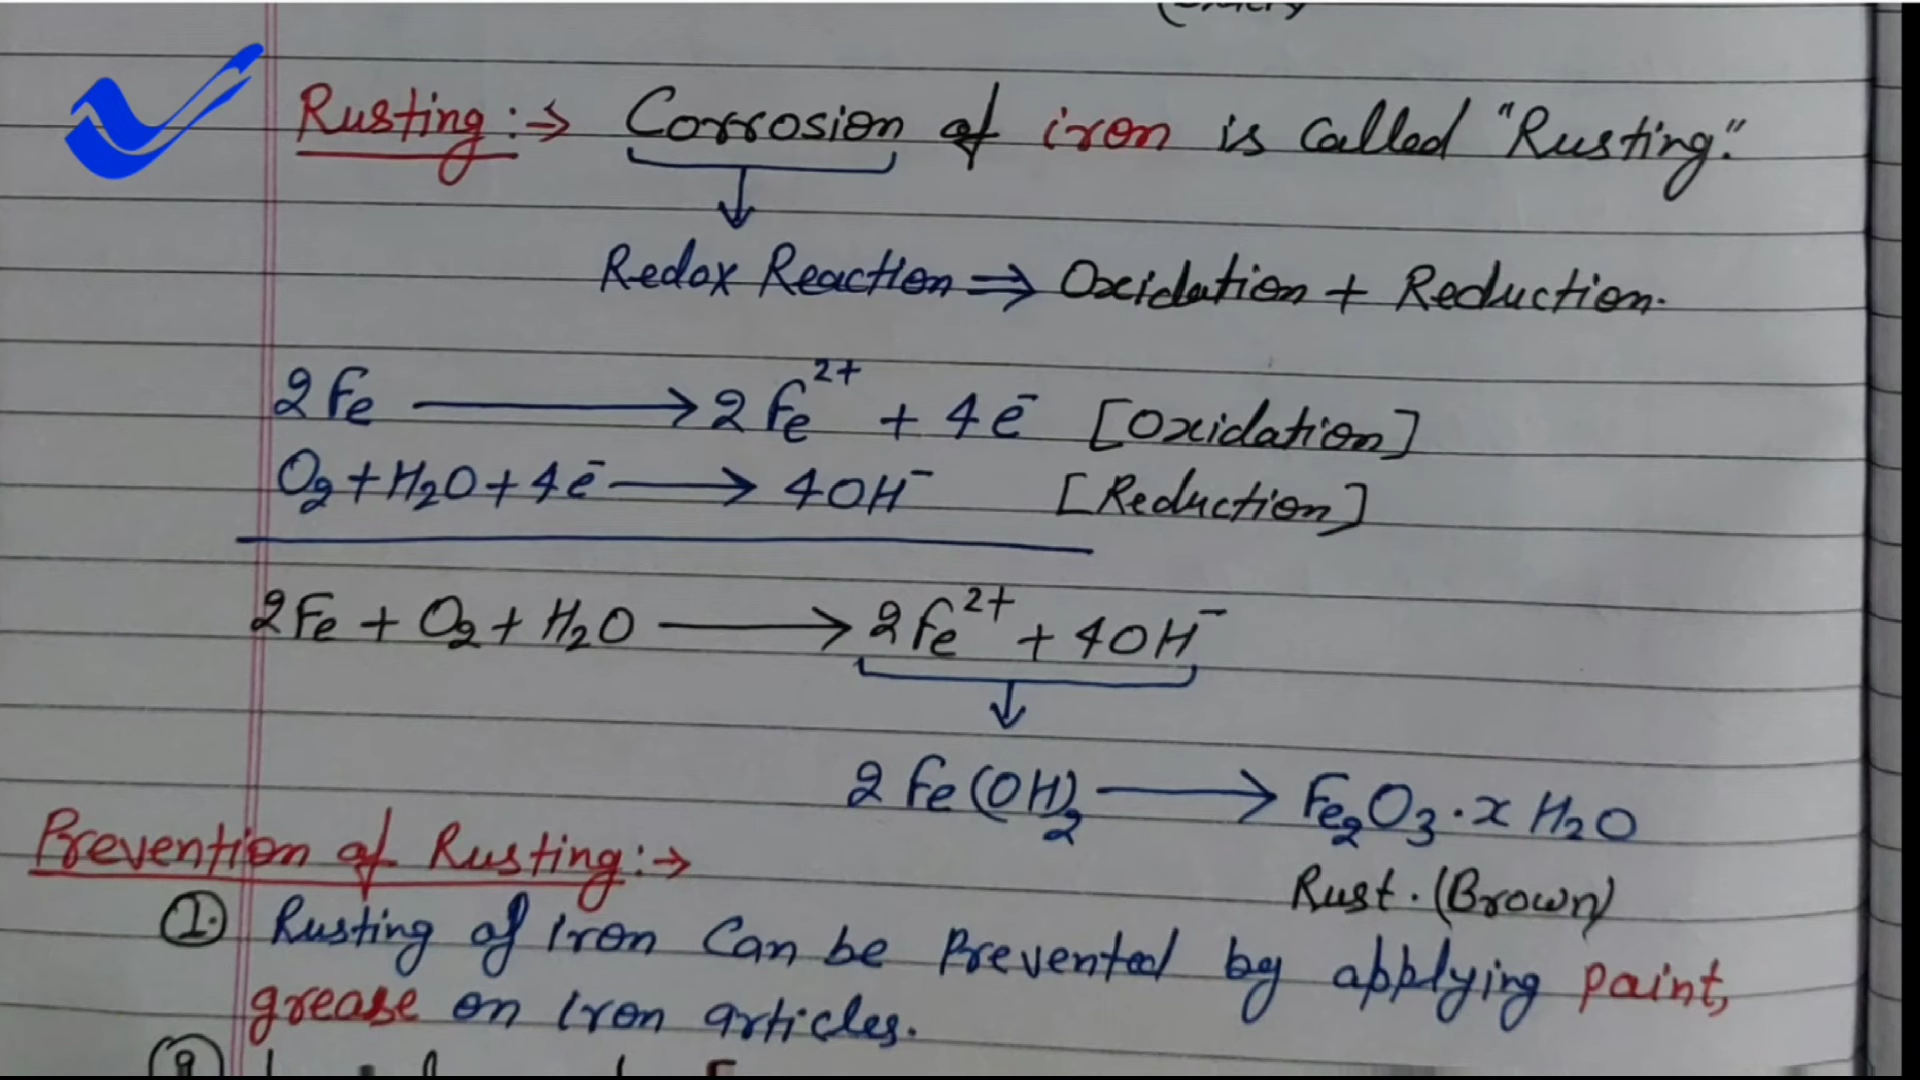 Rusting :→ Corrosion of iron is called "Rusting."
↓
Redox Reaction ⇒ Oxidation + Reduction.
2Fe → 2Fe²⁺ + 4e⁻ [Oxidation]
O₂ + H₂O + 4e⁻ → 4OH⁻ [Reduction]
2Fe + O₂ + H₂O → 2Fe²⁺ + 4OH⁻
↓
2Fe(OH)₂ → Fe₂O₃·xH₂O
Rust. (Brown)
Prevention of Rusting :→
① Rusting of iron Can be Prevented by applying paint,
grease on iron articles.